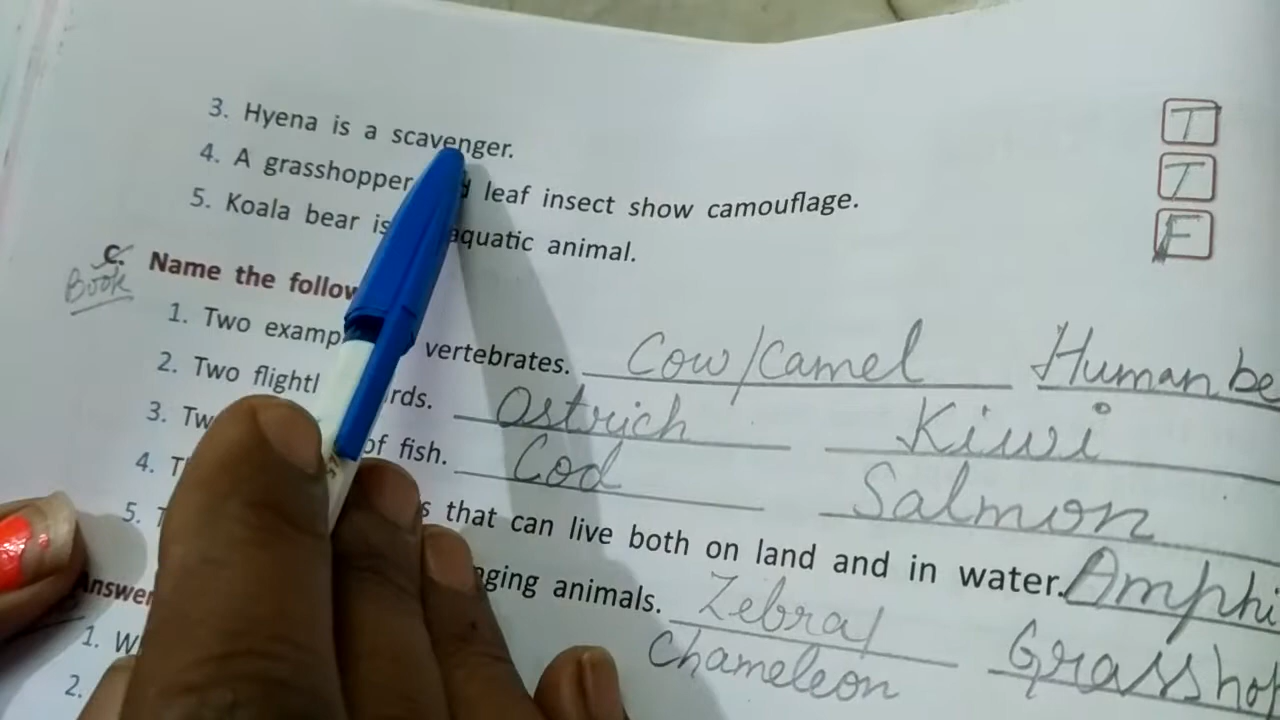 3. Hyena is a scavenger. T
4. A grasshopper leaf insect show camouflage. T
5. Koala bear is aquatic animal. F
C. Name the follow
Book
1. Two examp vertebrates. Cow/Camel Human be
2. Two flightl rds. Ostrich Kiwi
3. Tw of fish. Cod Salmon
4. T s that can live both on land and in water. Amphi
5. nging animals. Zebra/ Grasshop
Chameleon
Answer
1. W
2.